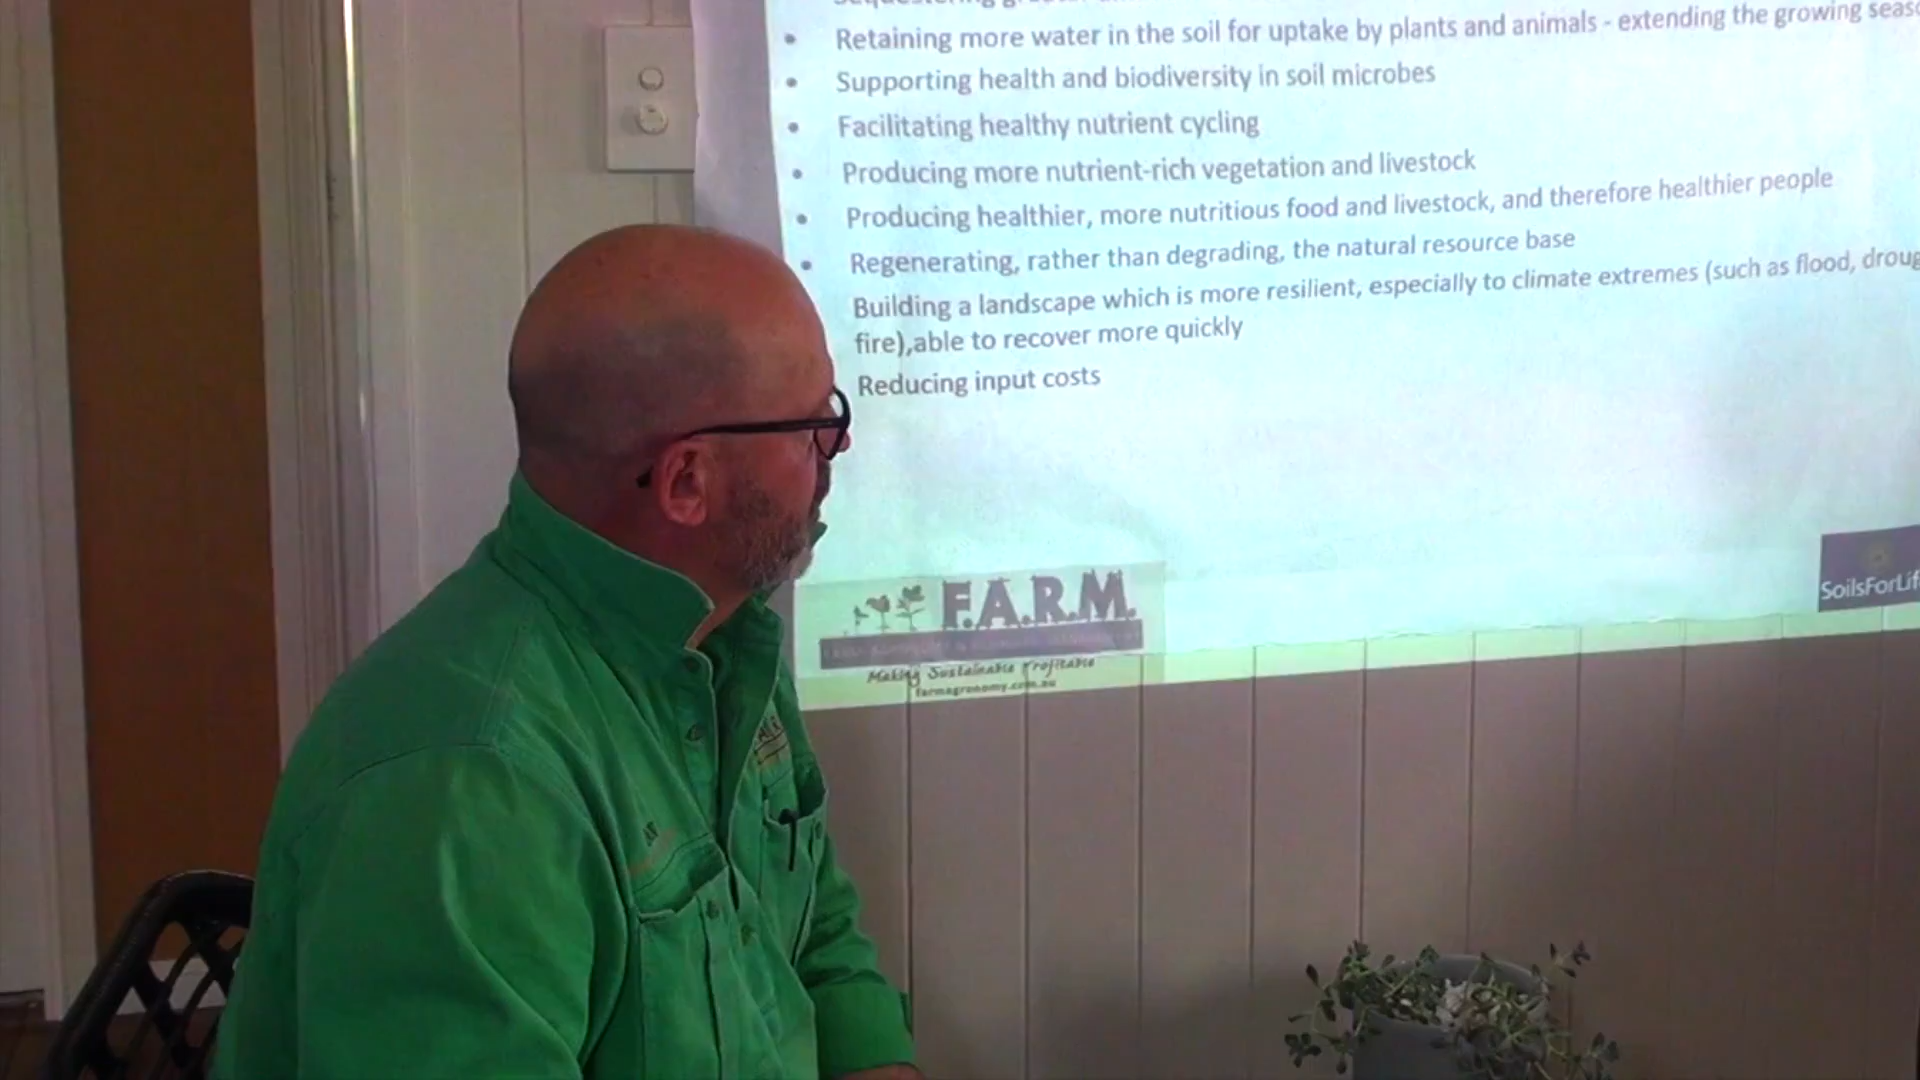 Retaining more water in the soil for uptake by plants and animals - extending the growing seas
Supporting health and biodiversity in soil microbes
Facilitating healthy nutrient cycling
Producing more nutrient-rich vegetation and livestock
Producing healthier, more nutritious food and livestock, and therefore healthier people
Regenerating, rather than degrading, the natural resource base
Building a landscape which is more resilient, especially to climate extremes (such as flood, droug
fire),able to recover more quickly
Reducing input costs
F.A.R.M.
Making Sustainable Profitable
farmagronomy.com.au
SoilsForLif